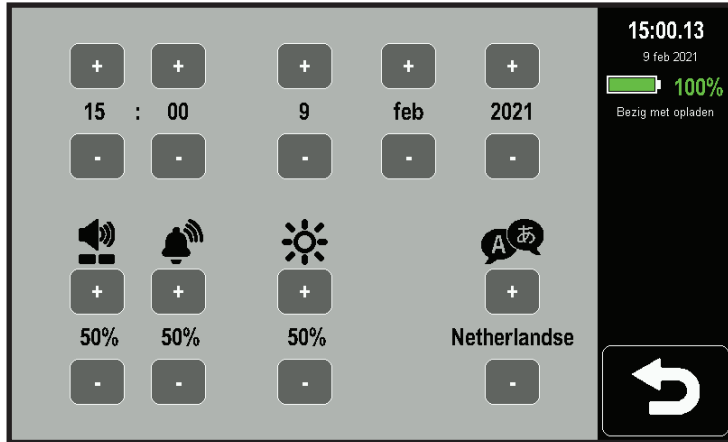 15:00.13
9 feb 2021
100%
Bezig met opladen
+ + + + +
15 : 00 9 feb 2021
- - - - -
A あ
+ + + +
50% 50% 50% Netherlandse
- - - -